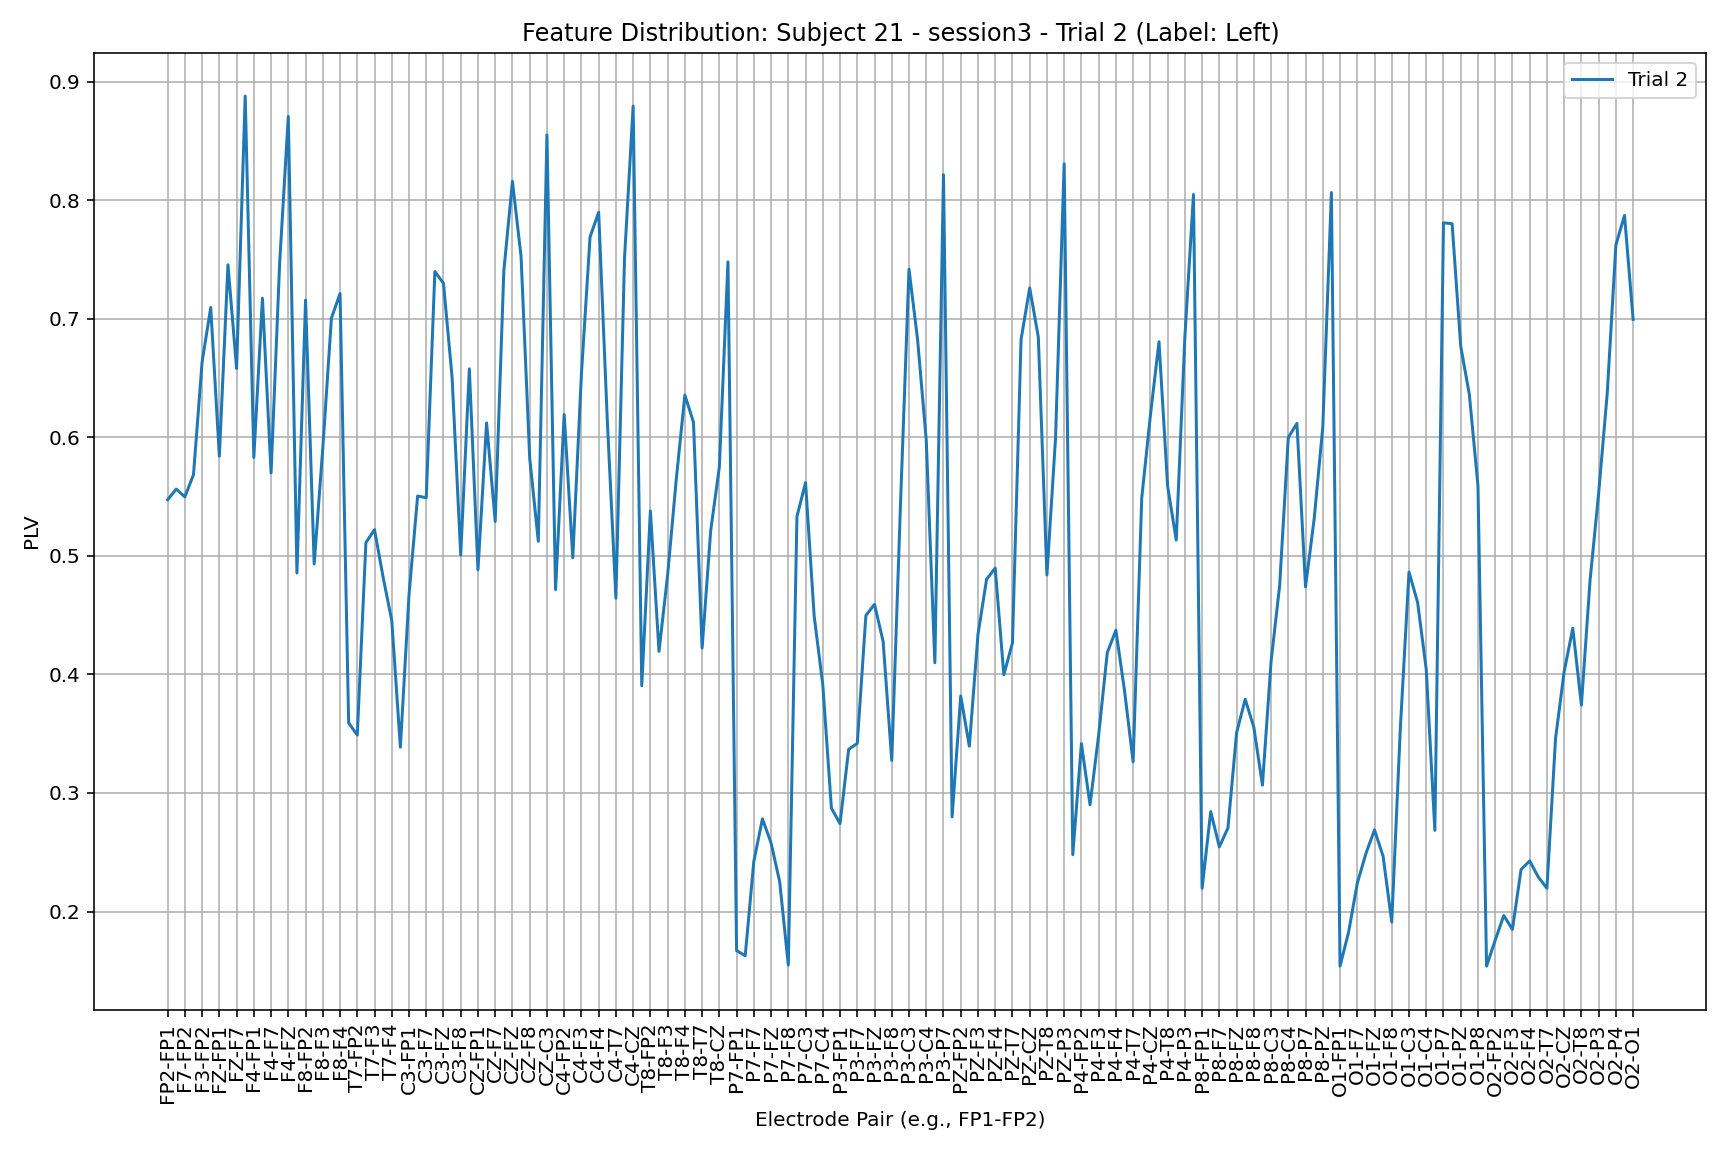 Feature Distribution: Subject 21 - session3 - Trial 2 (Label: Left)
Trial 2
0.9
0.8
0.7
0.6
0.5
0.4
0.3
0.2
PLV
FP2-FP1
F7-FP2
F3-FP2
FZ-FP1
FZ-F7
F4-FP1
F4-F7
F4-FZ
F8-FP2
F8-F3
F8-F4
T7-FP2
T7-F3
T7-F4
C3-FP1
C3-F7
C3-FZ
C3-F8
CZ-FP1
CZ-F7
CZ-FZ
CZ-F8
CZ-C3
C4-FP2
C4-F3
C4-F4
C4-T7
C4-CZ
T8-FP2
T8-F3
T8-F4
T8-T7
T8-CZ
P7-FP1
P7-F7
P7-FZ
P7-F8
P7-C3
P7-C4
P3-FP1
P3-F7
P3-FZ
P3-F8
P3-C3
P3-C4
P3-P7
PZ-FP2
PZ-F3
PZ-F4
PZ-T7
PZ-CZ
PZ-T8
PZ-P3
P4-FP2
P4-F3
P4-F4
P4-T7
P4-CZ
P4-T8
P4-P3
P8-FP1
P8-F7
P8-FZ
P8-F8
P8-C3
P8-C4
P8-P7
P8-PZ
O1-FP1
O1-F7
O1-FZ
O1-F8
O1-C3
O1-C4
O1-P7
O1-PZ
O1-P8
O2-FP2
O2-F3
O2-F4
O2-T7
O2-CZ
O2-T8
O2-P3
O2-P4
O2-O1
Electrode Pair (e.g., FP1-FP2)